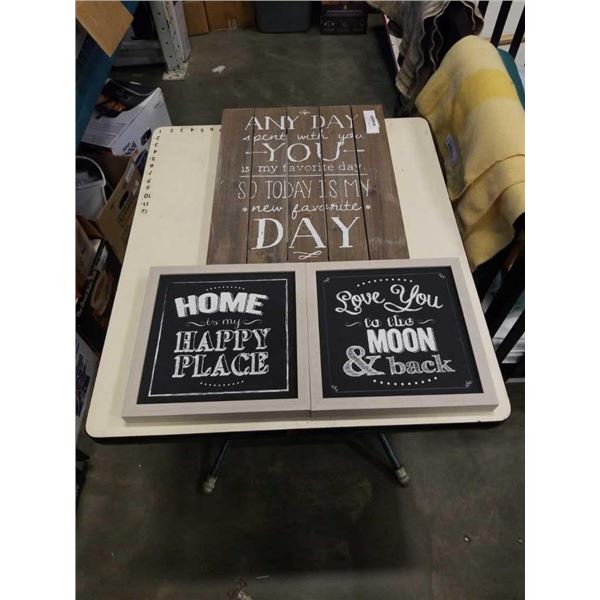 ANY DAY
spent with you
YOU
is my favorite day.
SO TODAY IS MY
new favorite
DAY
HOME
is my
HAPPY
PLACE
Love You
to the
MOON
& back